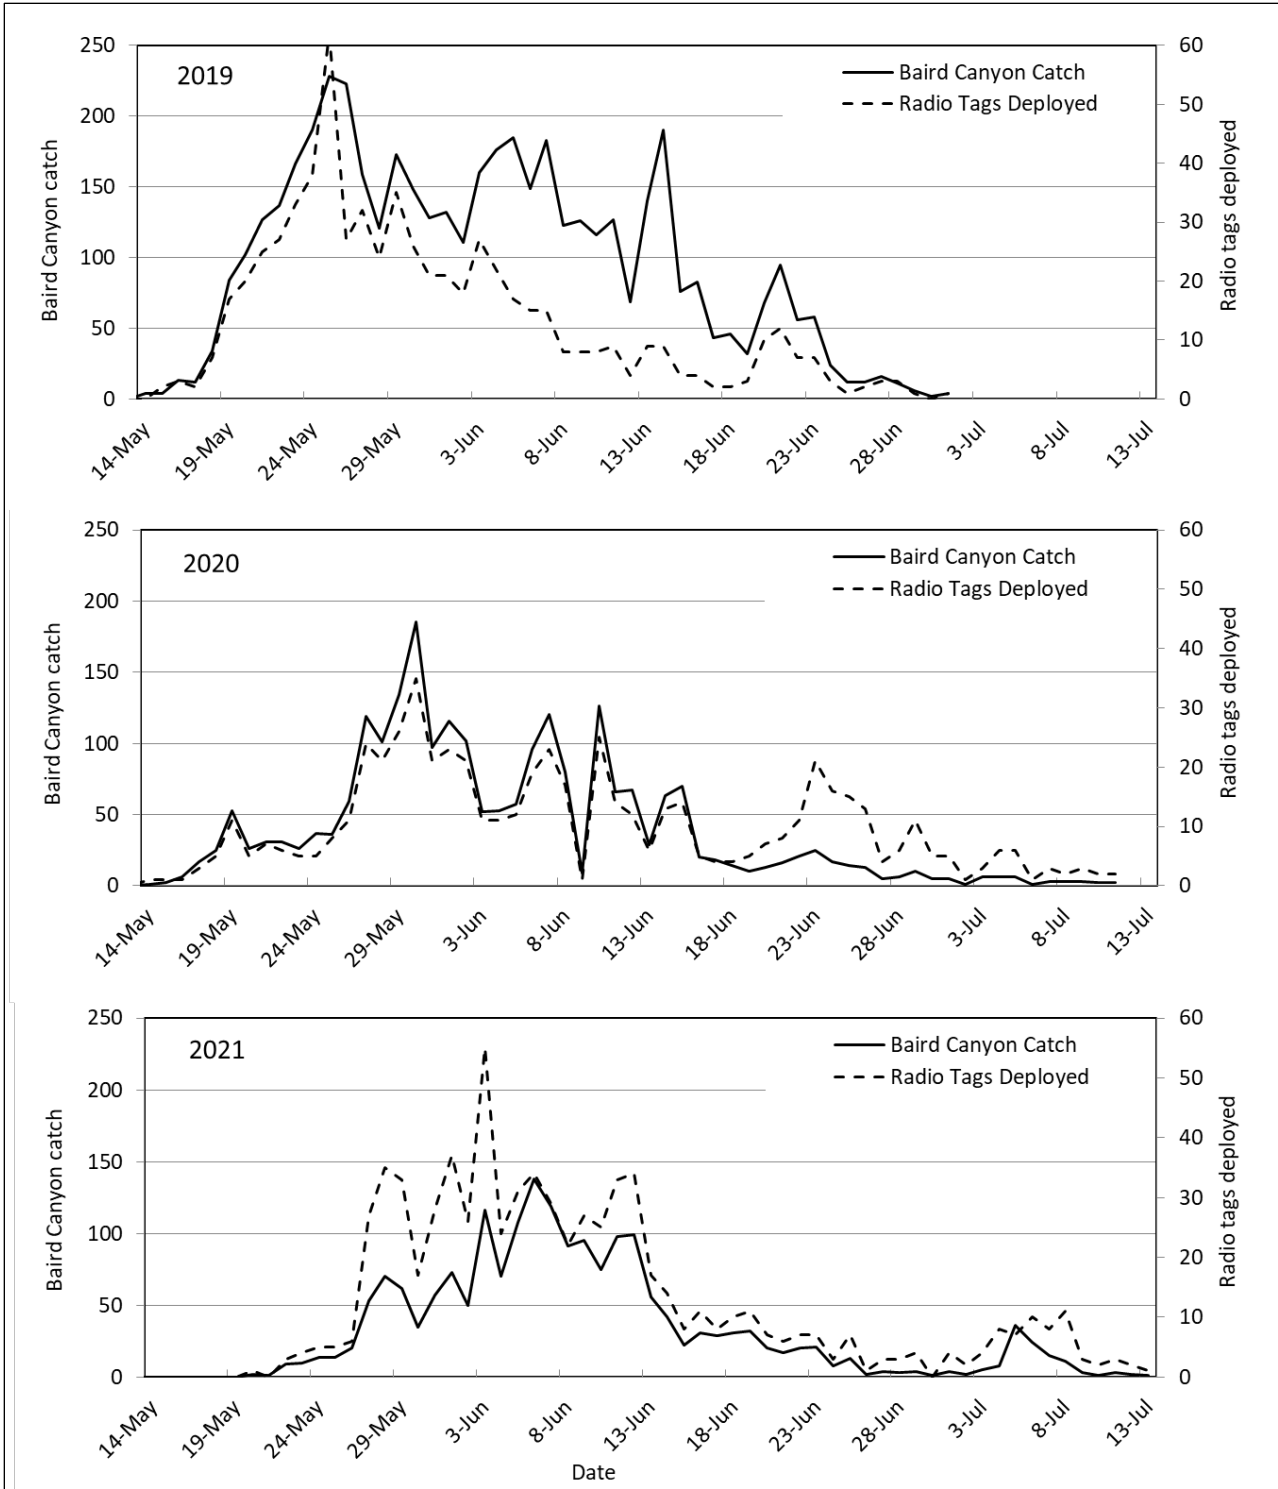 2019
Baird Canyon Catch
Radio Tags Deployed
250
200
150
100
50
0
Baird Canyon catch
60
50
40
30
20
10
0
Radio tags deployed
14-May
19-May
24-May
29-May
3-Jun
8-Jun
13-Jun
18-Jun
23-Jun
28-Jun
3-Jul
8-Jul
13-Jul
2020
Baird Canyon Catch
Radio Tags Deployed
250
200
150
100
50
0
Baird Canyon catch
60
50
40
30
20
10
0
Radio tags deployed
14-May
19-May
24-May
29-May
3-Jun
8-Jun
13-Jun
18-Jun
23-Jun
28-Jun
3-Jul
8-Jul
13-Jul
2021
Baird Canyon Catch
Radio Tags Deployed
250
200
150
100
50
0
Baird Canyon catch
60
50
40
30
20
10
0
Radio tags deployed
14-May
19-May
24-May
29-May
3-Jun
8-Jun
13-Jun
18-Jun
23-Jun
28-Jun
3-Jul
8-Jul
13-Jul
Date